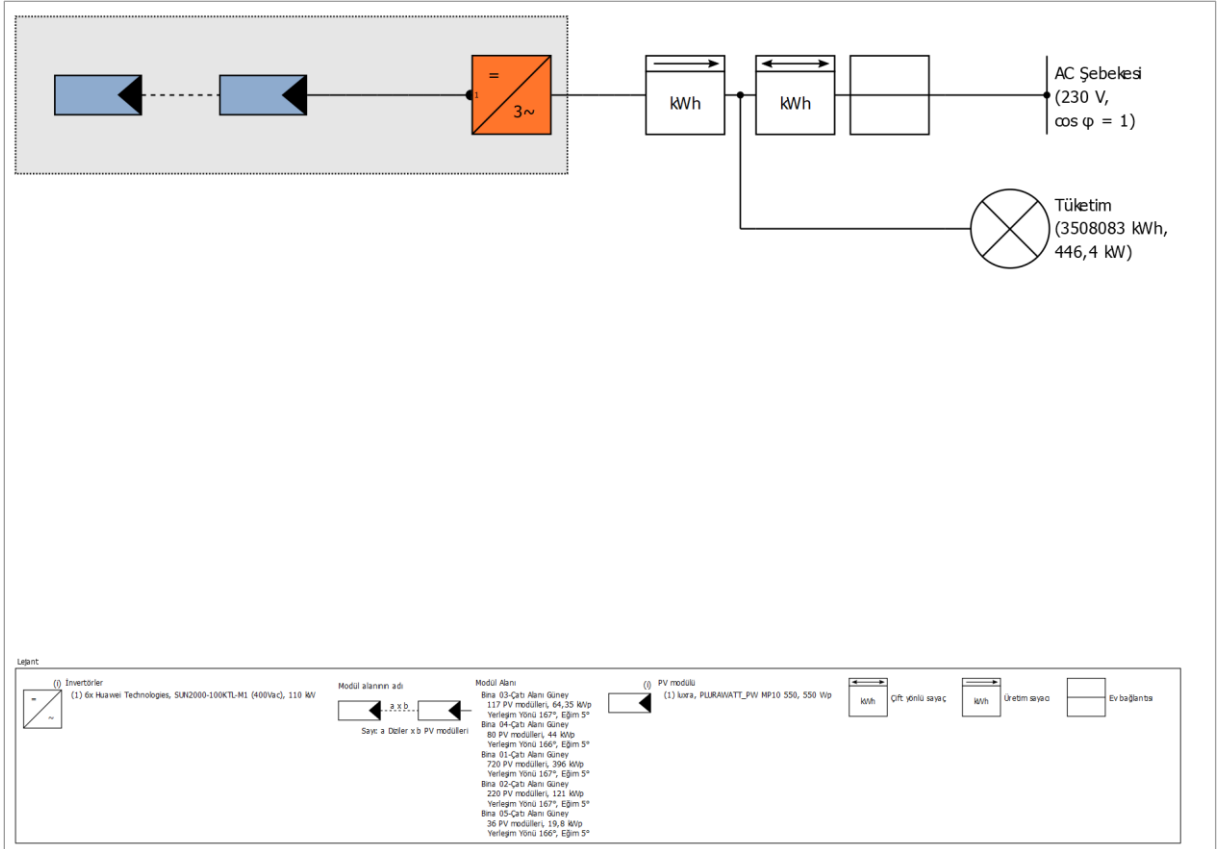 =
1
3~
kWh
kWh
AC Şebekesi
(230 V,
cos φ = 1)
Tüketim
(3508083 kWh,
446,4 kW)
Lejant
=
~
(i) İnvertörler
(1) 6x Huawei Technologies, SUN2000-100KTL-M1 (400Vac), 110 kW
Modül alanının adı
a x b
Sayı: a Diziler x b PV modülleri
Modül Alanı
Bina 03-Çatı Alanı Güney
117 PV modülleri, 64,35 kWp
Yerleşim Yönü 167°, Eğim 5°
Bina 04-Çatı Alanı Güney
80 PV modülleri, 44 kWp
Yerleşim Yönü 166°, Eğim 5°
Bina 01-Çatı Alanı Güney
720 PV modülleri, 396 kWp
Yerleşim Yönü 167°, Eğim 5°
Bina 02-Çatı Alanı Güney
220 PV modülleri, 121 kWp
Yerleşim Yönü 167°, Eğim 5°
Bina 05-Çatı Alanı Güney
36 PV modülleri, 19,8 kWp
Yerleşim Yönü 166°, Eğim 5°
(i) PV modülü
(1) luxra, PLURAWATT_PW MP10 550, 550 Wp
kWh
Çift yönlü sayaç
kWh
Üretim sayacı
Ev bağlantısı